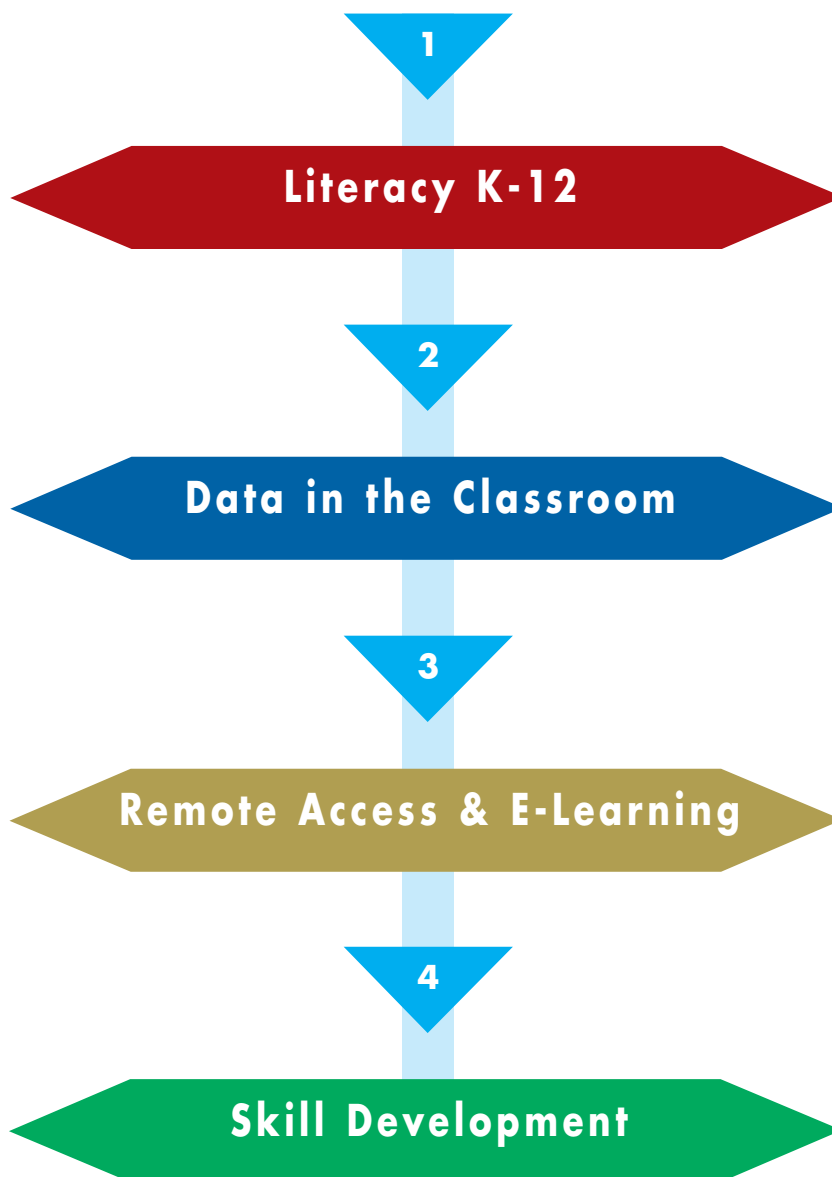 1
Literacy K-12
2
Data in the Classroom
3
Remote Access & E-Learning
4
Skill Development